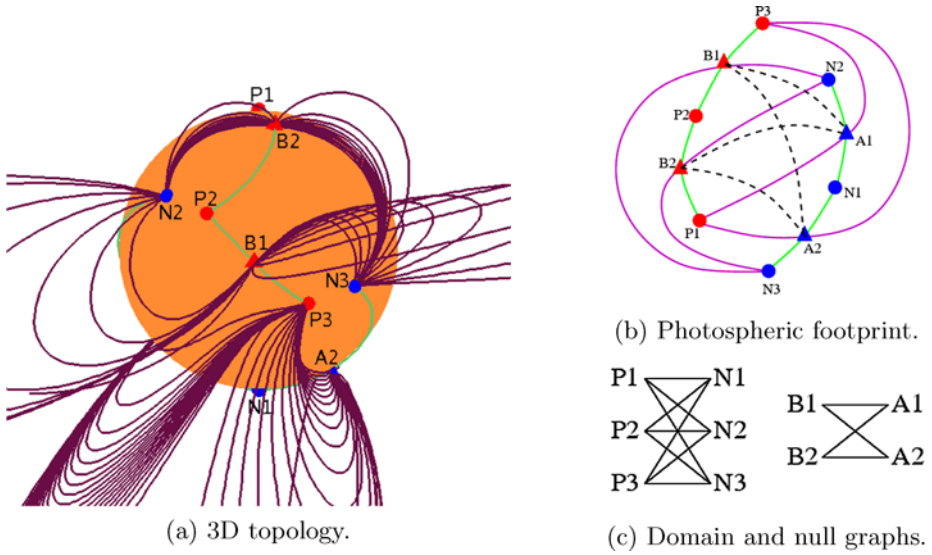 P1
B2
N2
P2
B1
N3
P3
A2
N1
(a) 3D topology.
P3
B1
N2
P2
A1
B2
N1
P1
A2
N3
(b) Photospheric footprint.
P1 N1
P2 N2
P3 N3
B1 A1
B2 A2
(c) Domain and null graphs.